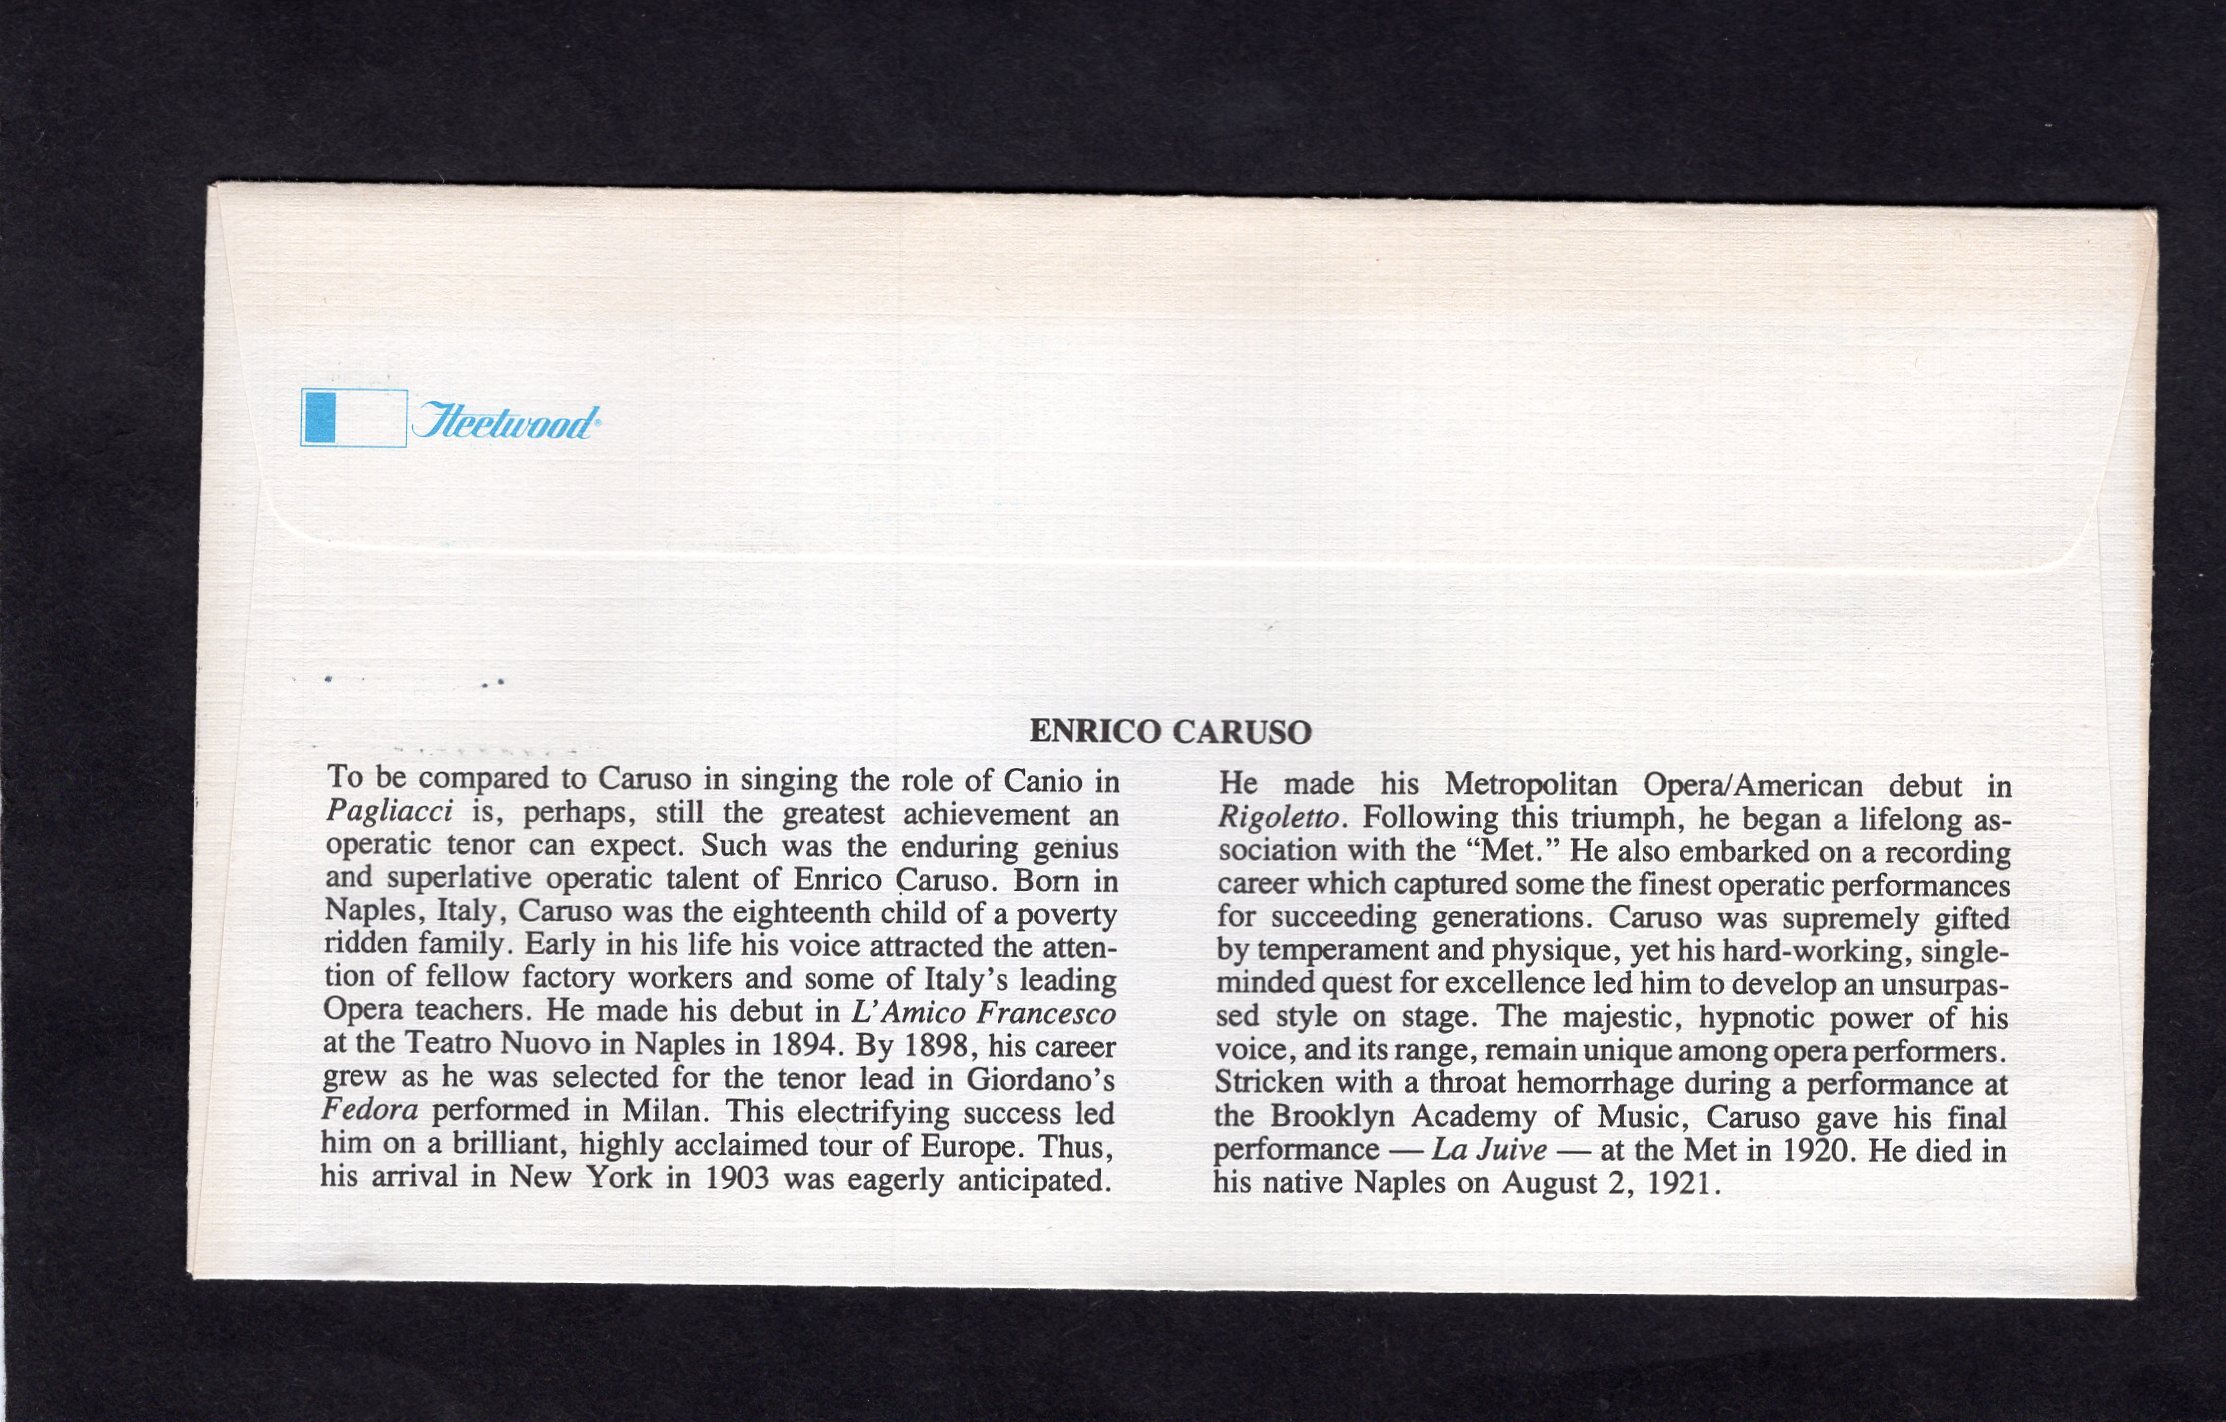 Fleetwood®
ENRICO CARUSO
To be compared to Caruso in singing the role of Canio in
Pagliacci is, perhaps, still the greatest achievement an
operatic tenor can expect. Such was the enduring genius
and superlative operatic talent of Enrico Caruso. Born in
Naples, Italy, Caruso was the eighteenth child of a poverty
ridden family. Early in his life his voice attracted the atten-
tion of fellow factory workers and some of Italy's leading
Opera teachers. He made his debut in L'Amico Francesco
at the Teatro Nuovo in Naples in 1894. By 1898, his career
grew as he was selected for the tenor lead in Giordano's
Fedora performed in Milan. This electrifying success led
him on a brilliant, highly acclaimed tour of Europe. Thus,
his arrival in New York in 1903 was eagerly anticipated.
He made his Metropolitan Opera/American debut in
Rigoletto. Following this triumph, he began a lifelong as-
sociation with the “Met.” He also embarked on a recording
career which captured some the finest operatic performances
for succeeding generations. Caruso was supremely gifted
by temperament and physique, yet his hard-working, single-
minded quest for excellence led him to develop an unsurpas-
sed style on stage. The majestic, hypnotic power of his
voice, and its range, remain unique among opera performers.
Stricken with a throat hemorrhage during a performance at
the Brooklyn Academy of Music, Caruso gave his final
performance — La Juive — at the Met in 1920. He died in
his native Naples on August 2, 1921.